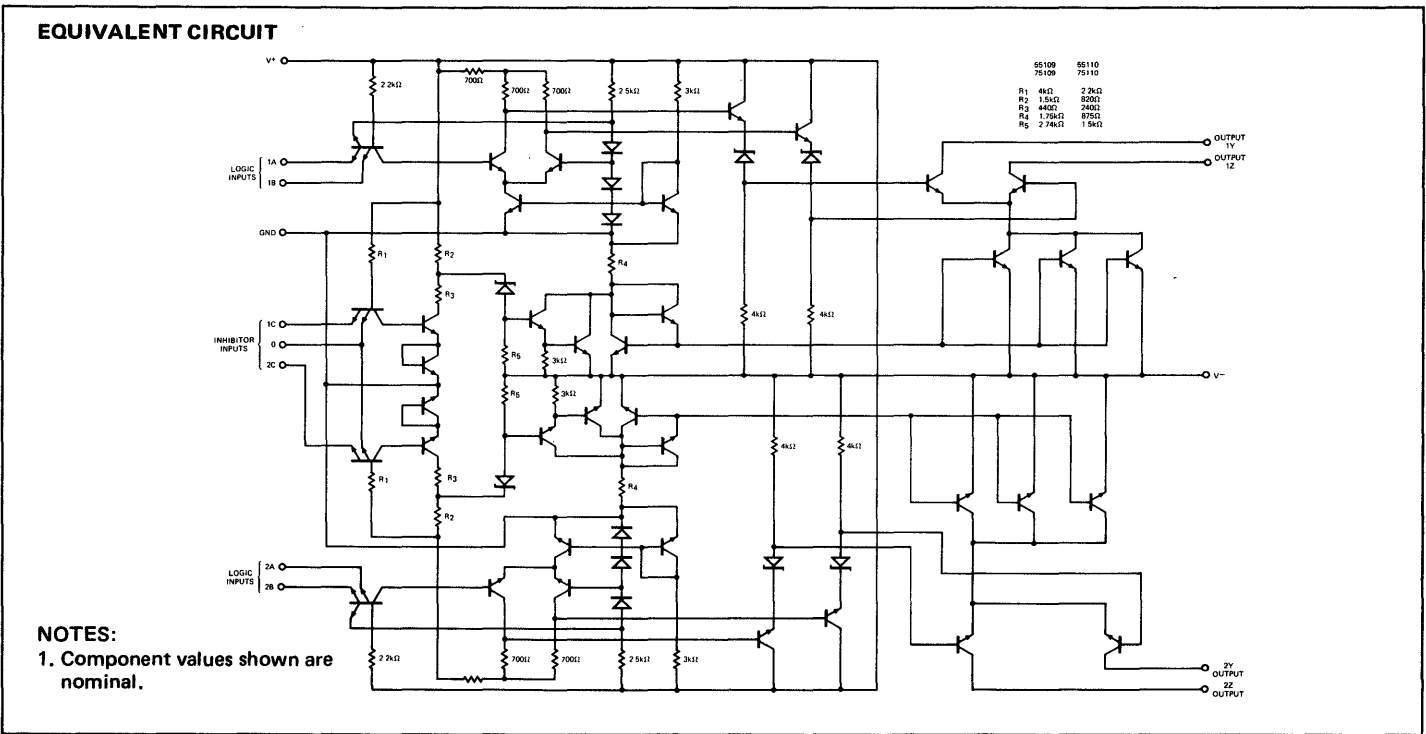 EQUIVALENT CIRCUIT
V+
2 2kΩ
700Ω
700Ω
700Ω
2 5kΩ
3kΩ
55109 55110
75109 75110
R1 4kΩ 2 2kΩ
R2 1.5kΩ 820Ω
R3 440Ω 240Ω
R4 1.75kΩ 875Ω
R5 2 74kΩ 1 5kΩ
OUTPUT
1Y
OUTPUT
1Z
LOGIC
INPUTS
1A
1B
GND
R1
R2
R4
R3
4kΩ
4kΩ
INHIBITOR
INPUTS
1C
0
2C
R5
3kΩ
V−
R5
3kΩ
4kΩ
4kΩ
R1
R3
R4
R2
LOGIC
INPUTS
2A
2B
2 2kΩ
700Ω
700Ω
2 5kΩ
3kΩ
2Y
OUTPUT
2Z
OUTPUT
NOTES:
1. Component values shown are
nominal.